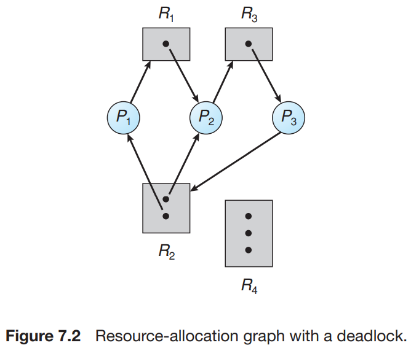 R1 R3
P1 P2 P3
R2
R4
Figure 7.2 Resource-allocation graph with a deadlock.